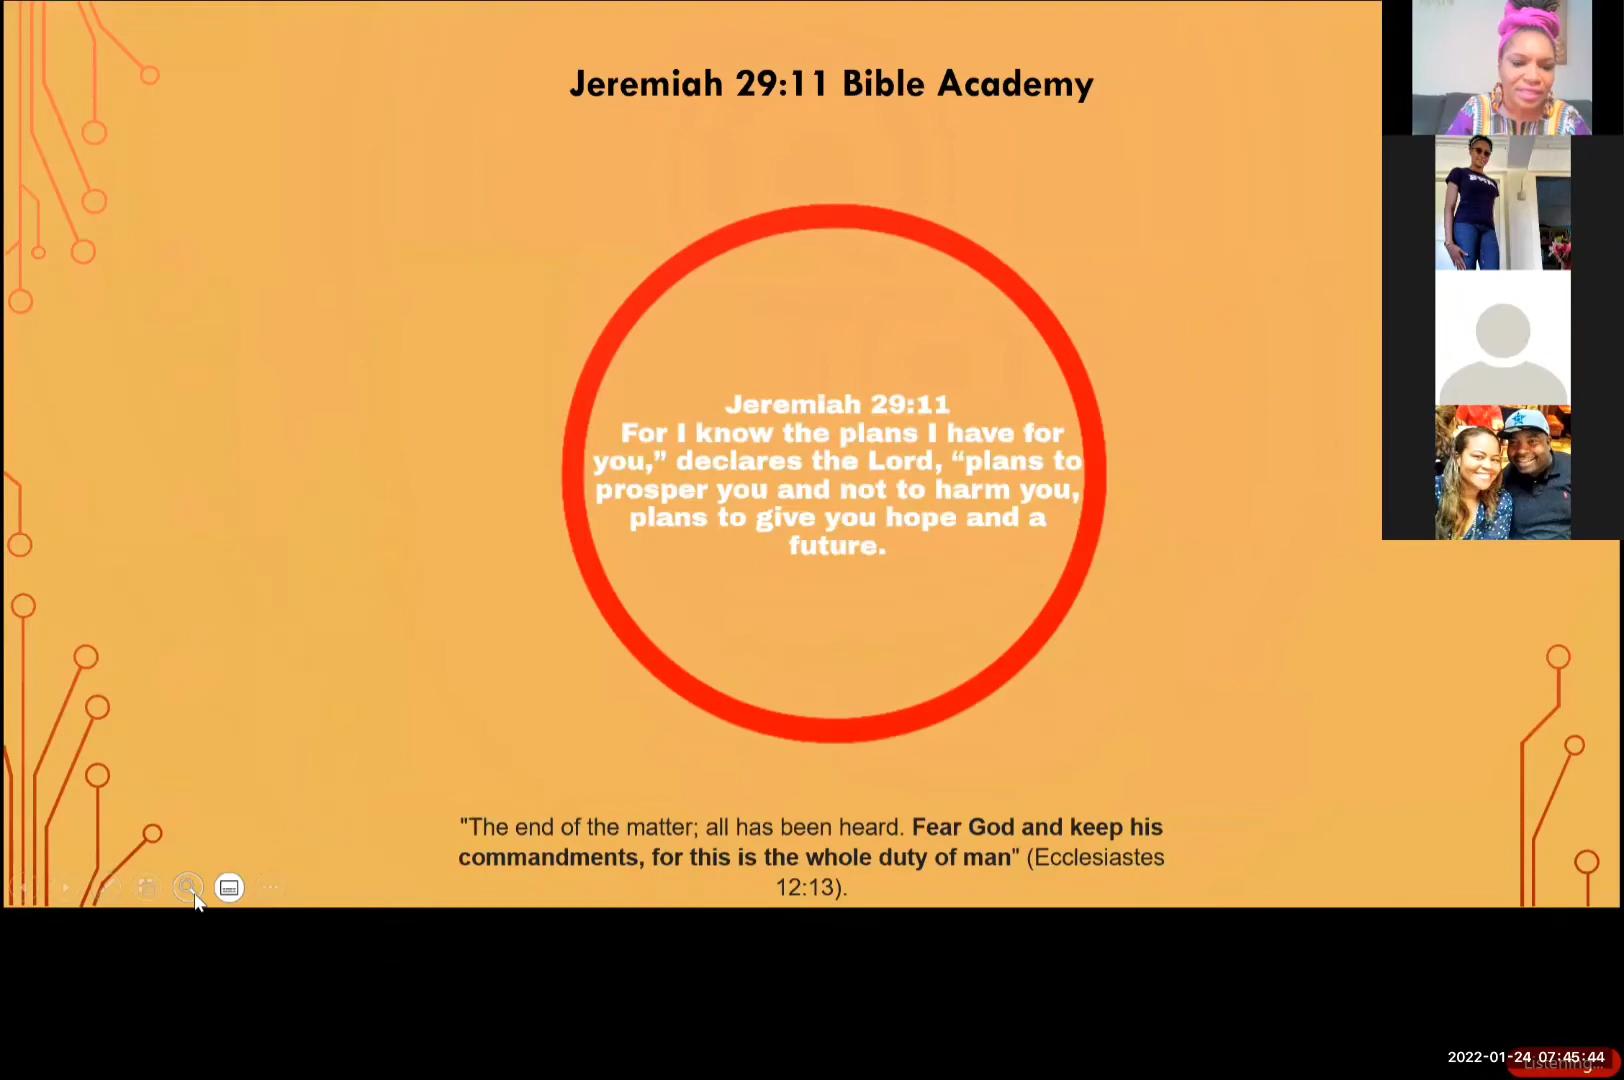 Jeremiah 29:11 Bible Academy
Jeremiah 29:11
For I know the plans I have for
you,” declares the Lord, “plans to
prosper you and not to harm you,
plans to give you hope and a
future.
"The end of the matter; all has been heard. Fear God and keep his
commandments, for this is the whole duty of man" (Ecclesiastes
12:13).
2022-01-24 07:45:44
Listening...